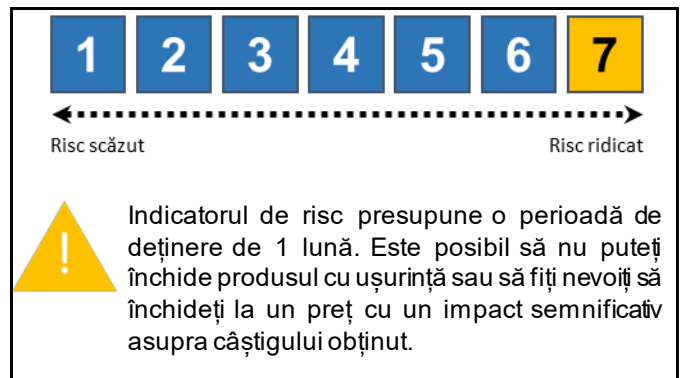 1 2 3 4 5 6 7
Risc scăzut Risc ridicat
!
Indicatorul de risc presupune o perioadă de
deținere de 1 lună. Este posibil să nu puteți
închide produsul cu ușurință sau să fiți nevoiți să
închideți la un preț cu un impact semnificativ
asupra câștigului obținut.